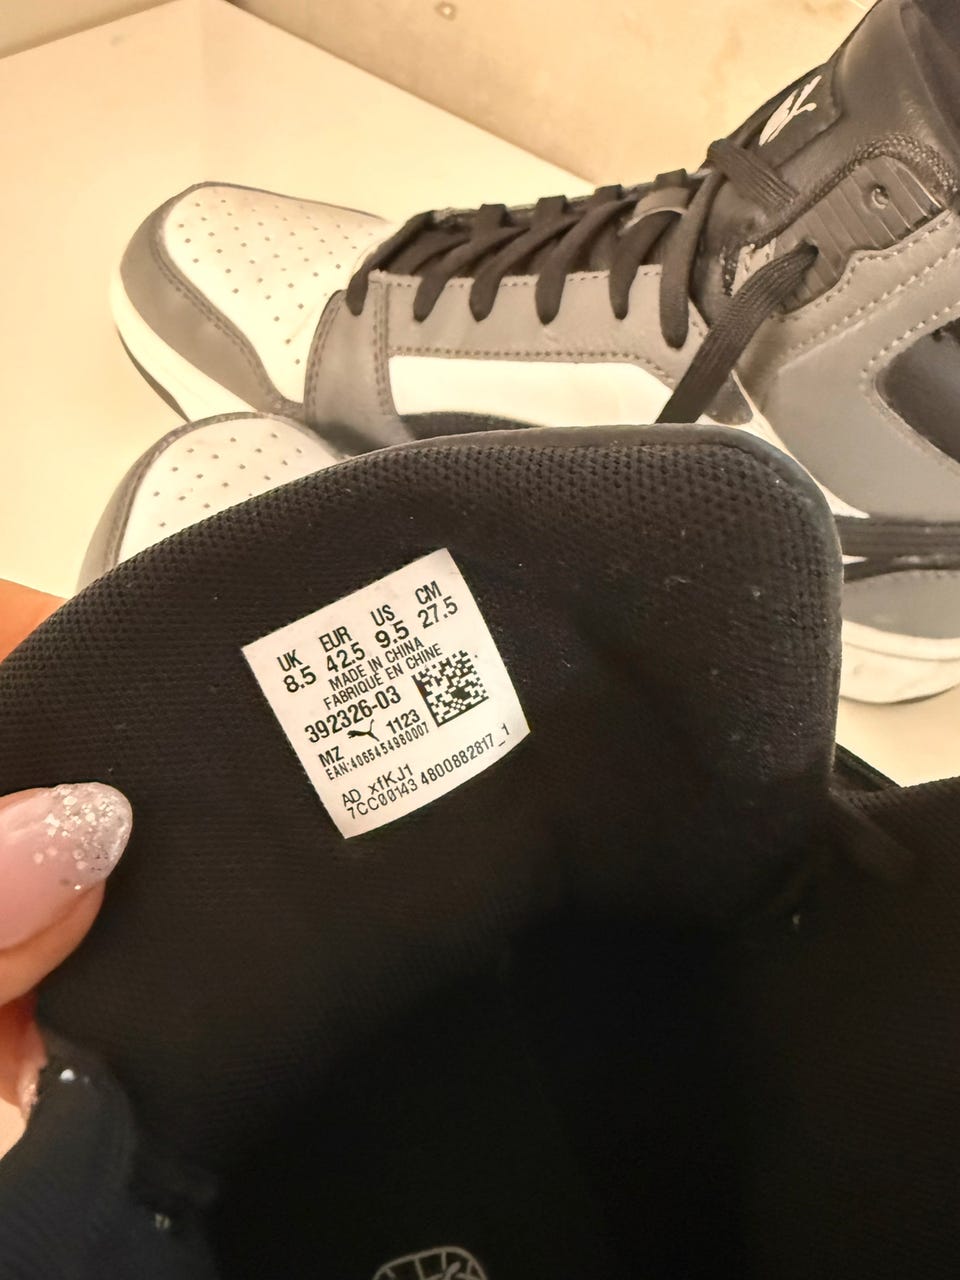 UK EUR US CM
8.5 42.5 9.5 27.5
MADE IN CHINA
FABRIQUÉ EN CHINE
392326-03
MZ 1123
EAN:4065454980007
AD xfKJ1
7CC00143 4800882817_1